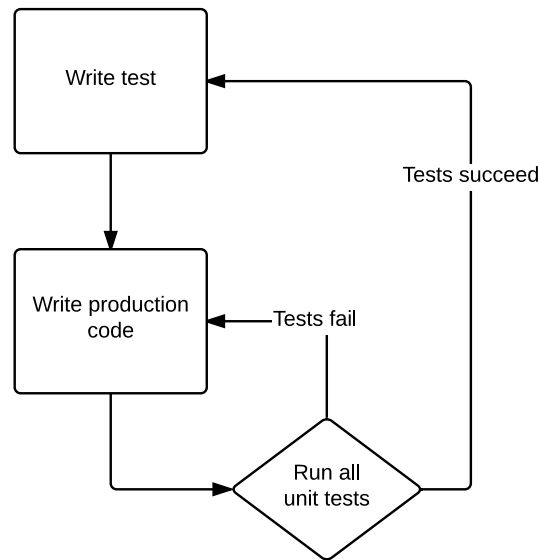 Write test
Tests succeed
Write production
code
Tests fail
Run all
unit tests